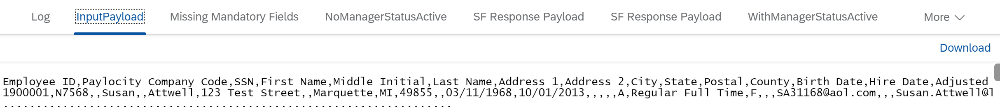 Log InputPayload Missing Mandatory Fields NoManagerStatusActive SF Response Payload SF Response Payload WithManagerStatusActive More
Download
Employee ID,Paylocity Company Code,SSN,First Name,Middle Initial,Last Name,Address 1,Address 2,City,State,Postal,County,Birth Date,Hire Date,Adjusted
1900001,N7568,,Susan,,Attwell,123 Test Street,,Marquette,MI,49855,,03/11/1968,10/01/2013,,,,,A,Regular Full Time,F,,,SA31168@aol.com,,,Susan.Attwell@l